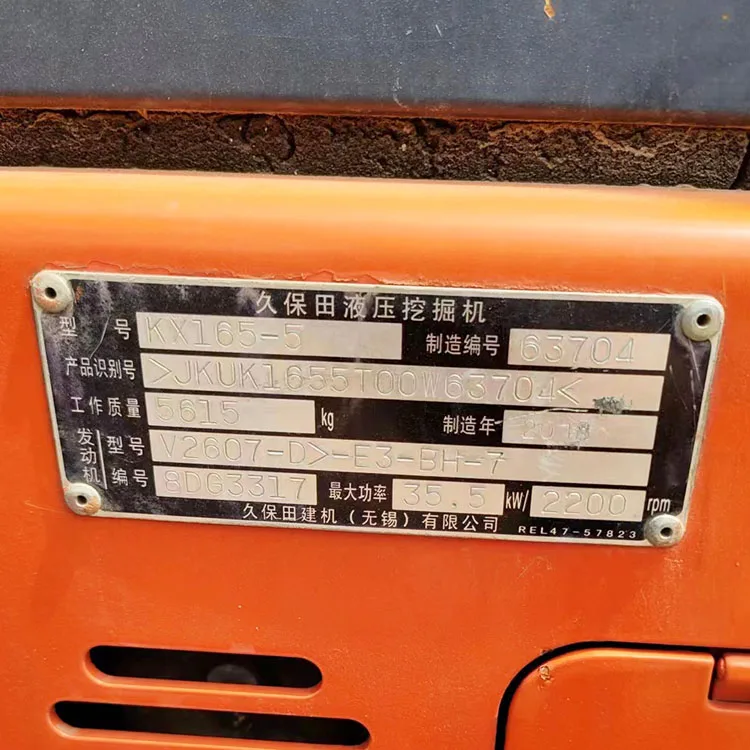 久保田液压挖掘机
型号 KX165-5 制造编号 63704
产品识别号 >JKUK1655T00W63704<
工作质量 5615 kg 制造年
发动机 型号 V2607-D>-E3-BH-7
编号 8DG3317 最大功率 35.5 kW/ 2200 rpm
久保田建机(无锡)有限公司 REL47-57823